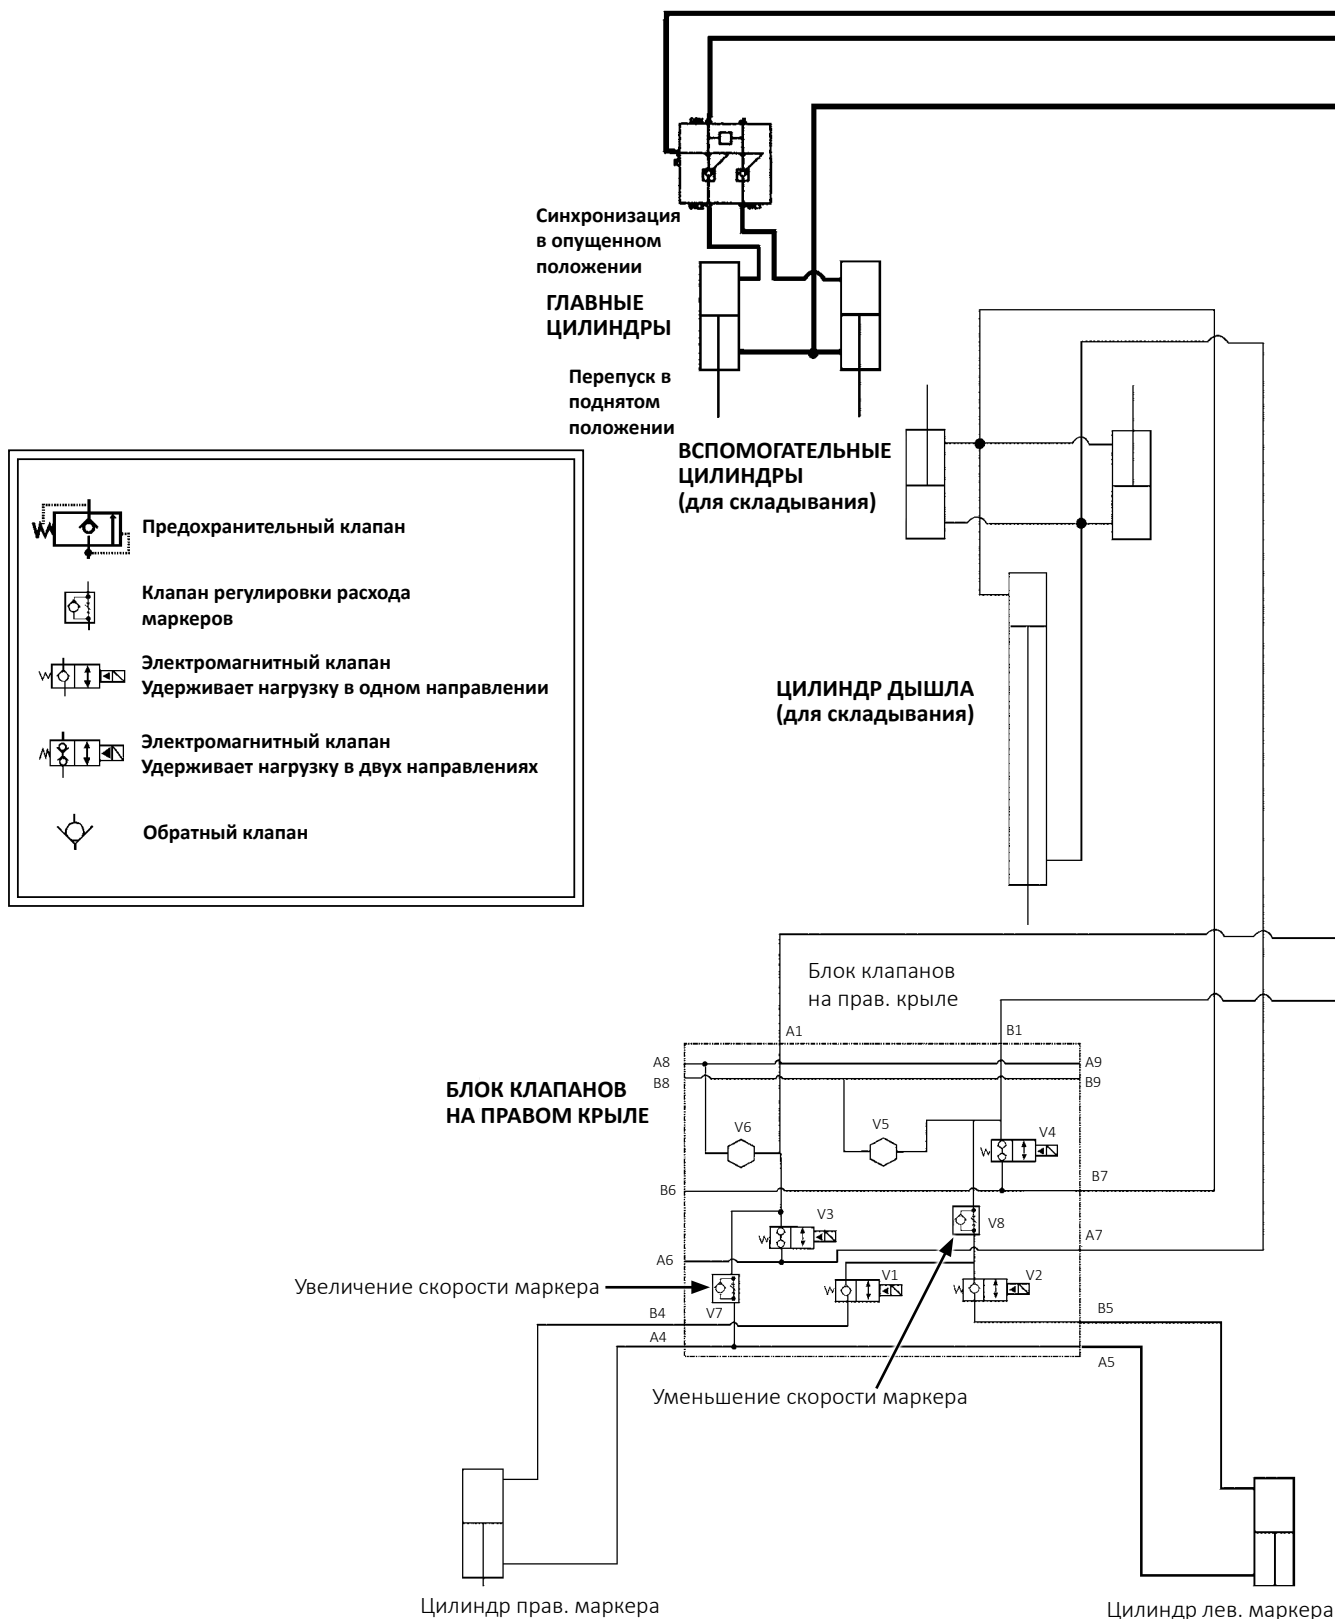 Синхронизация
в опущенном
положении
ГЛАВНЫЕ
ЦИЛИНДРЫ
Перепуск в
поднятом
положении
ВСПОМОГАТЕЛЬНЫЕ
ЦИЛИНДРЫ
(для складывания)
Предохранительный клапан
Клапан регулировки расхода
маркеров
Электромагнитный клапан
Удерживает нагрузку в одном направлении
Электромагнитный клапан
Удерживает нагрузку в двух направлениях
Обратный клапан
ЦИЛИНДР ДЫШЛА
(для складывания)
Блок клапанов
на прав. крыле
A1
B1
A8
A9
B8
B9
БЛОК КЛАПАНОВ
НА ПРАВОМ КРЫЛЕ
V6
V5
V4
B6
B7
V3
V8
A7
A6
Увеличение скорости маркера
V1
V2
B4
V7
B5
A4
A5
Уменьшение скорости маркера
Цилиндр прав. маркера
Цилиндр лев. маркера